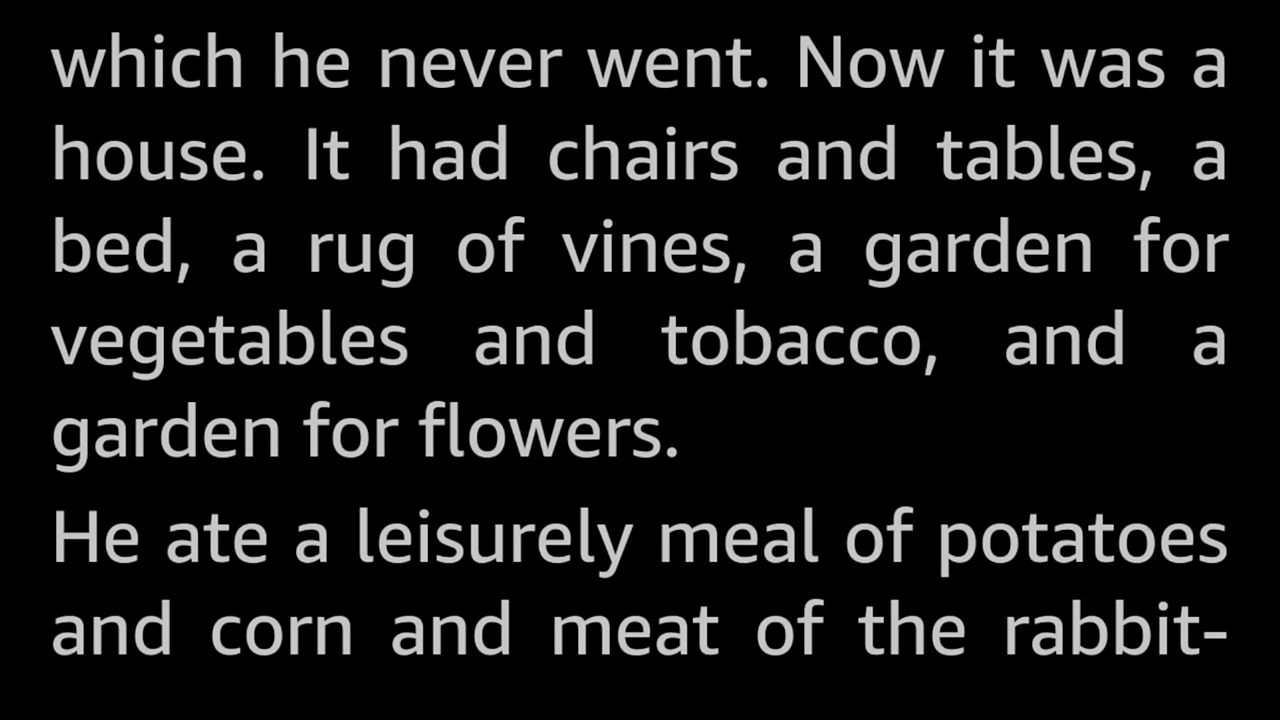 which he never went. Now it was a
house. It had chairs and tables, a
bed, a rug of vines, a garden for
vegetables and tobacco, and a
garden for flowers.
He ate a leisurely meal of potatoes
and corn and meat of the rabbit-